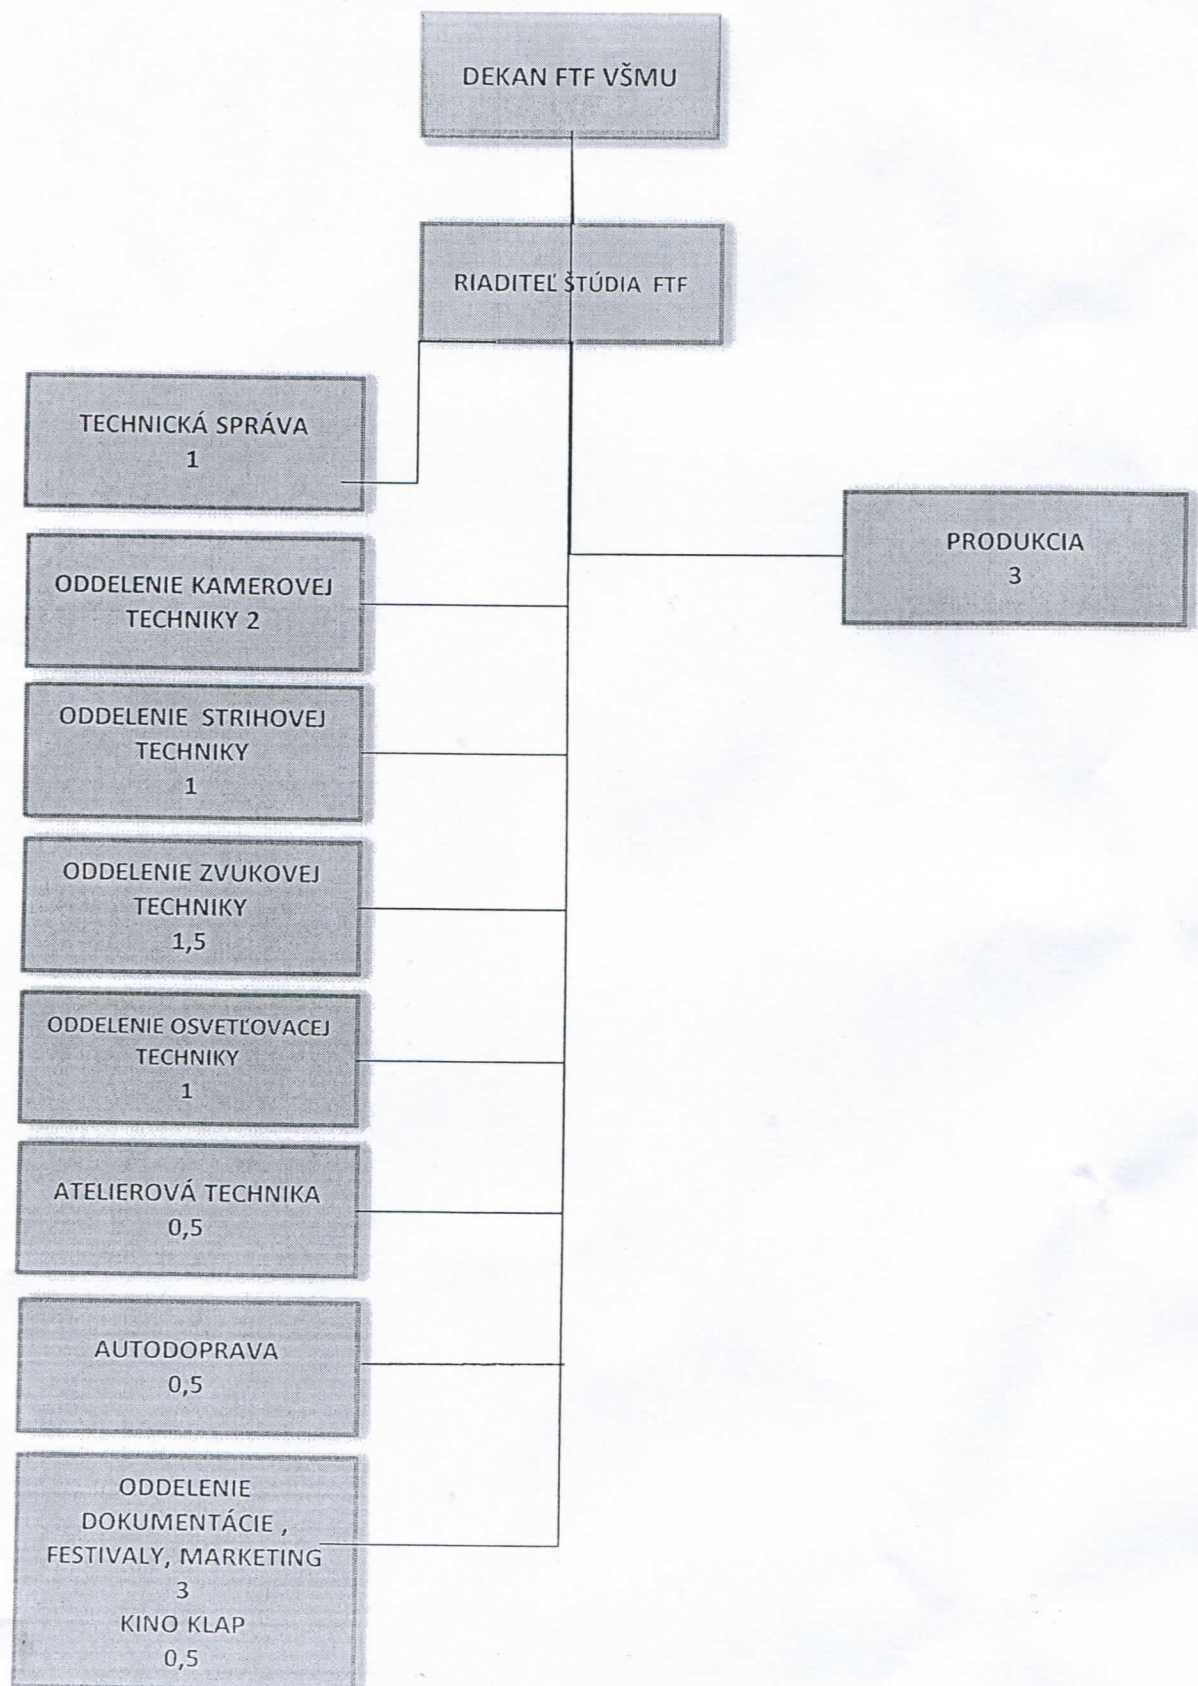 DEKAN FTF VŠMU
RIADITEĽ ŠTÚDIA FTF
TECHNICKÁ SPRÁVA
1
PRODUKCIA
3
ODDELENIE KAMEROVEJ
TECHNIKY 2
ODDELENIE STRIHOVEJ
TECHNIKY
1
ODDELENIE ZVUKOVEJ
TECHNIKY
1,5
ODDELENIE OSVETĽOVACEJ
TECHNIKY
1
ATELIEROVÁ TECHNIKA
0,5
AUTODOPRAVA
0,5
ODDELENIE
DOKUMENTÁCIE ,
FESTIVALY, MARKETING
3
KINO KLAP
0,5